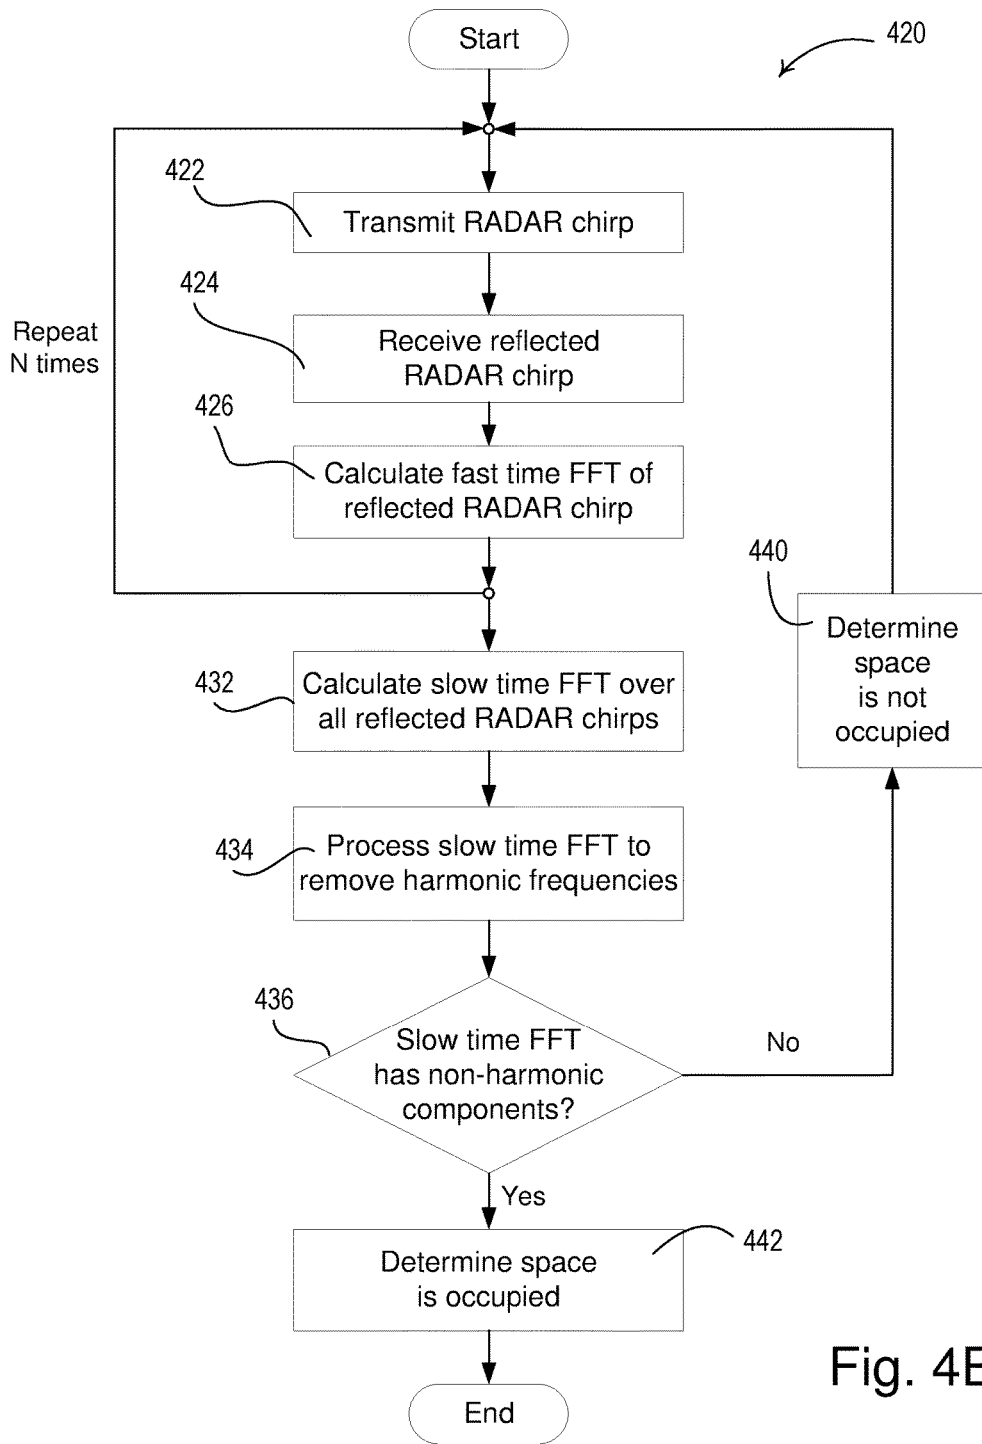 Start
420
422
Transmit RADAR chirp
424
Repeat
N times
Receive reflected
RADAR chirp
426
Calculate fast time FFT of
reflected RADAR chirp
440
Determine
space
is not
occupied
432
Calculate slow time FFT over
all reflected RADAR chirps
434
Process slow time FFT to
remove harmonic frequencies
436
Slow time FFT
has non-harmonic
components?
No
Yes
442
Determine space
is occupied
Fig. 4
End